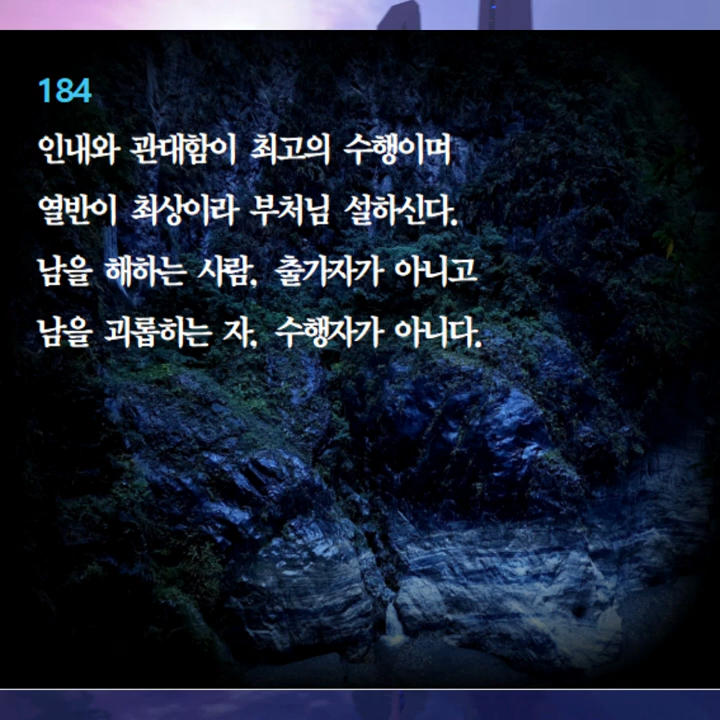 184
인내와 관대함이 최고의 수행이며
열반이 최상이라 부처님 설하신다.
남을 해하는 사람, 출가자가 아니고
남을 괴롭히는 자, 수행자가 아니다.